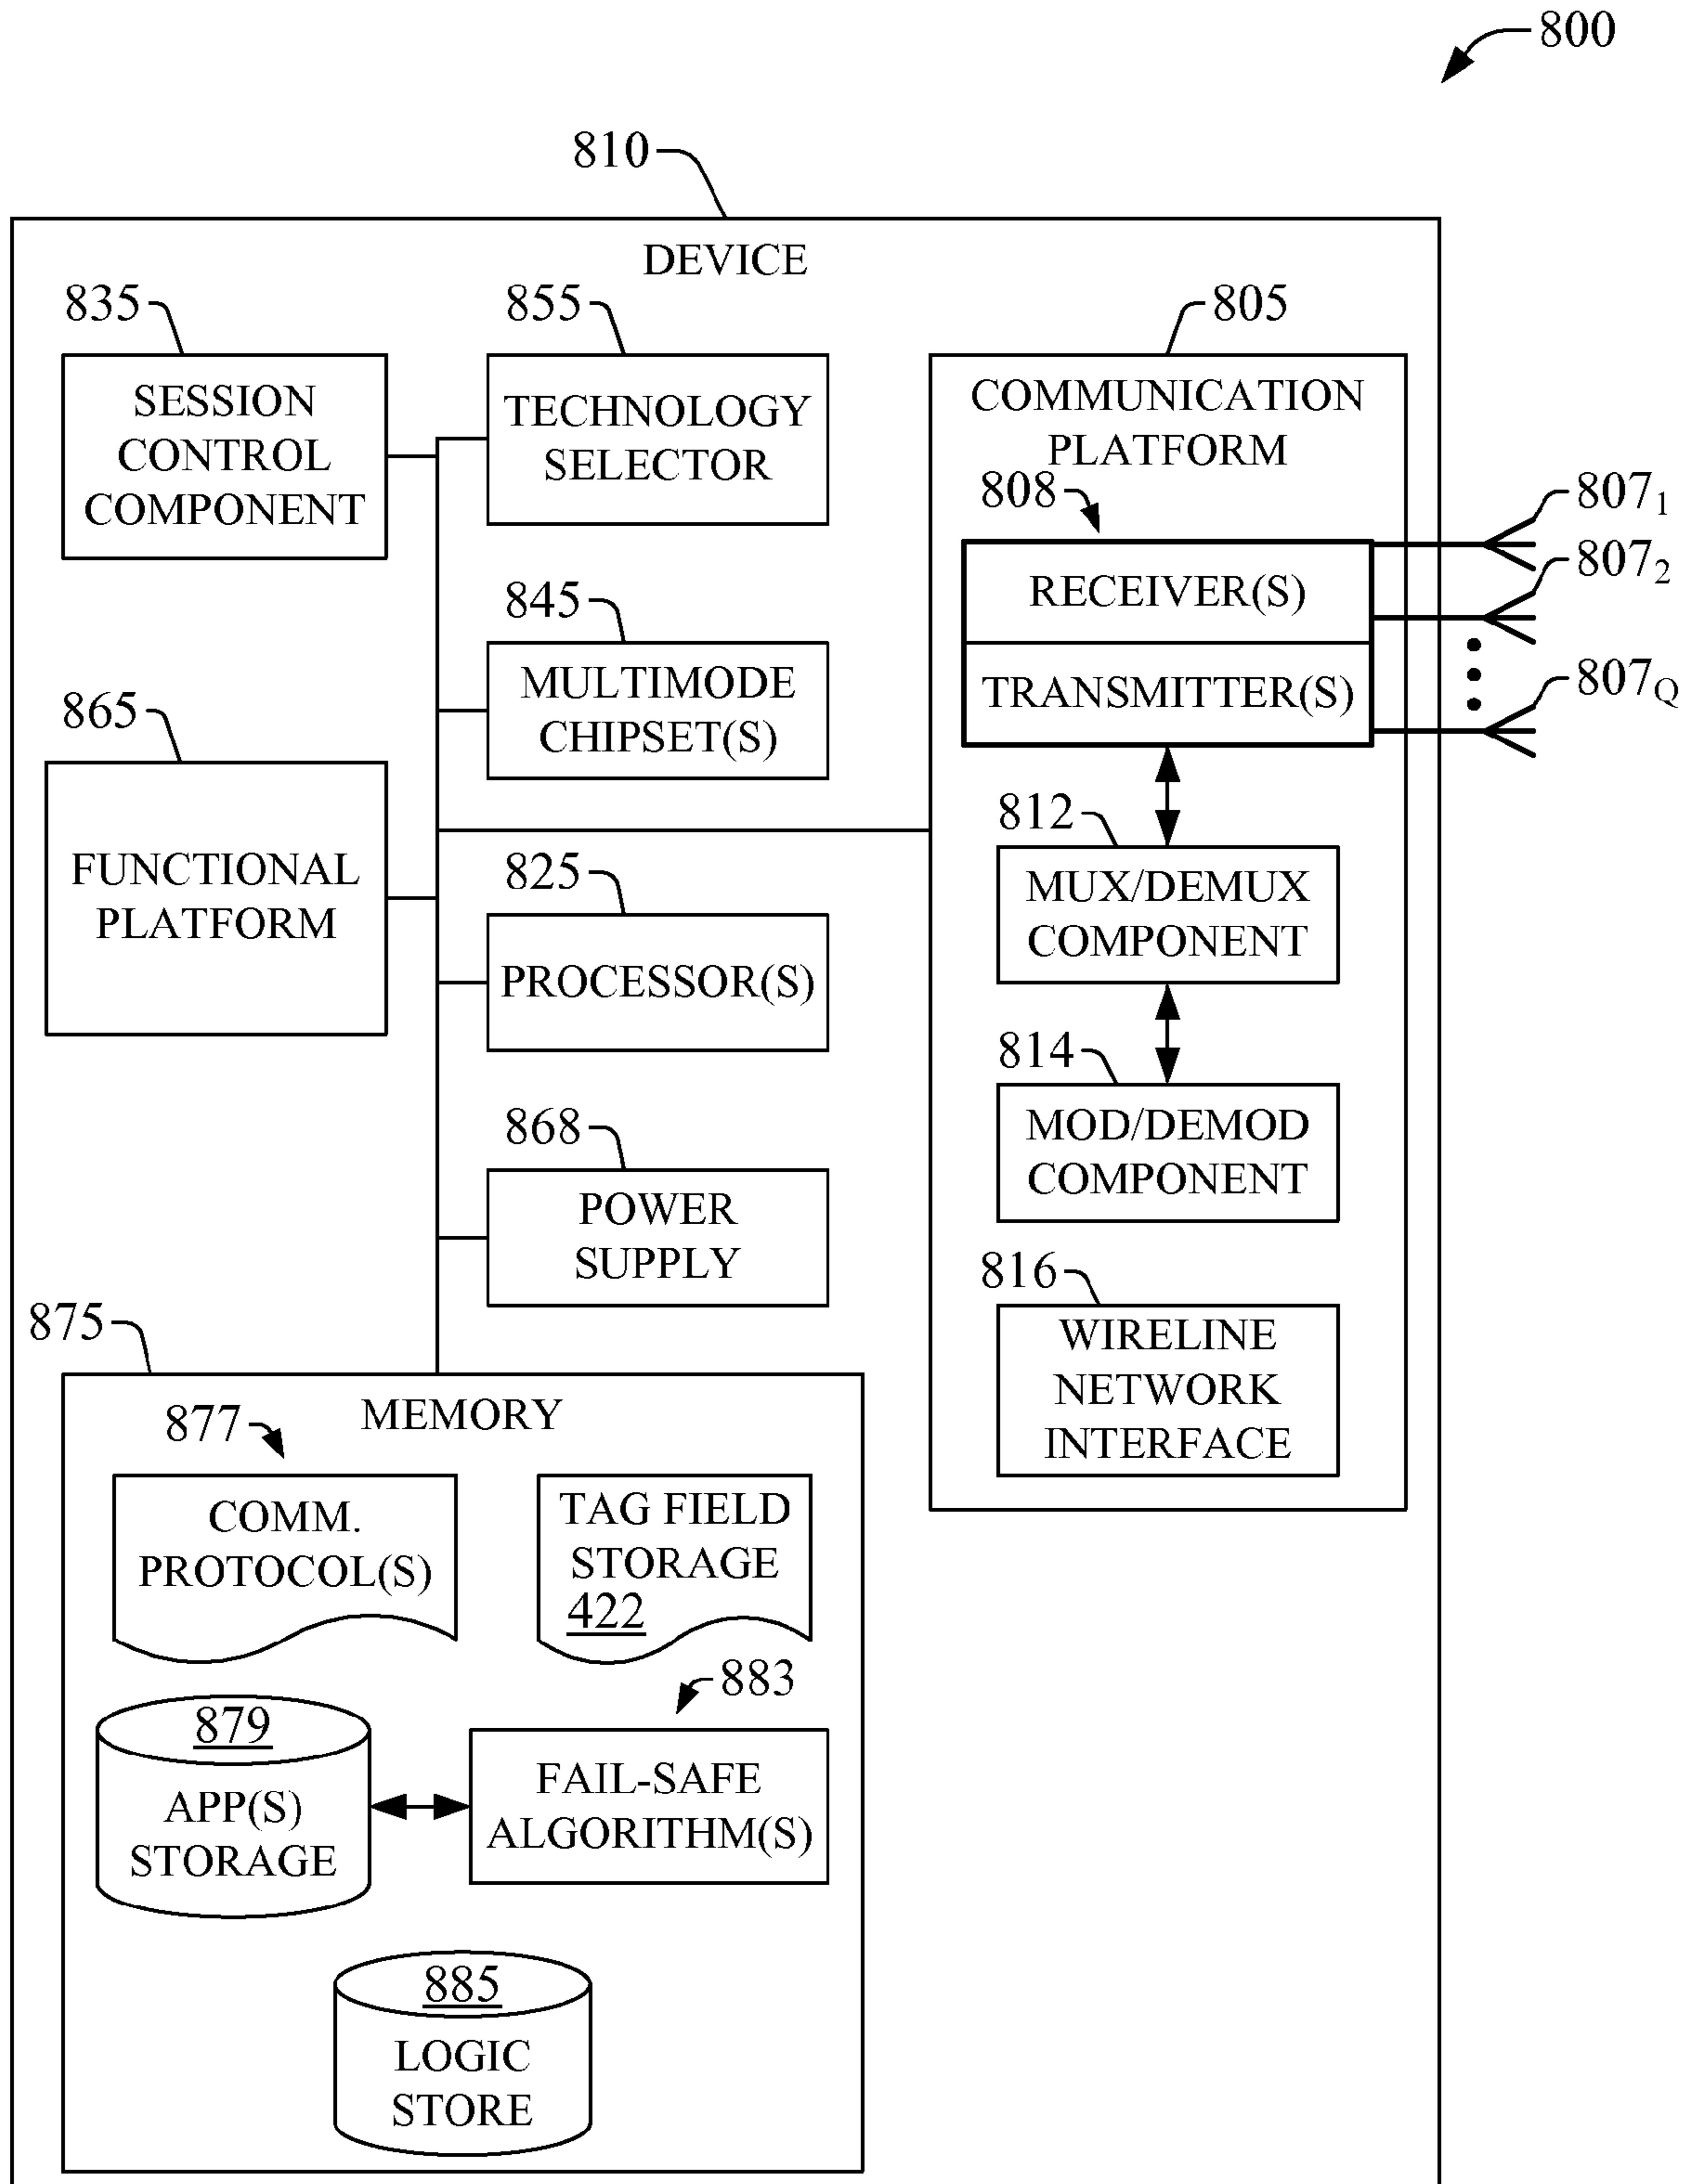 800
810
DEVICE
835
SESSION
CONTROL
COMPONENT
855
TECHNOLOGY
SELECTOR
845
MULTIMODE
CHIPSET(S)
865
FUNCTIONAL
PLATFORM
825
PROCESSOR(S)
868
POWER
SUPPLY
805
COMMUNICATION
PLATFORM
808
RECEIVER(S)
TRANSMITTER(S)
807₁
807₂
807Q
812
MUX/DEMUX
COMPONENT
814
MOD/DEMOD
COMPONENT
816
WIRELINE
NETWORK
INTERFACE
875
MEMORY
877
COMM.
PROTOCOL(S)
TAG FIELD
STORAGE
422
879
APP(S)
STORAGE
883
FAIL-SAFE
ALGORITHM(S)
885
LOGIC
STORE